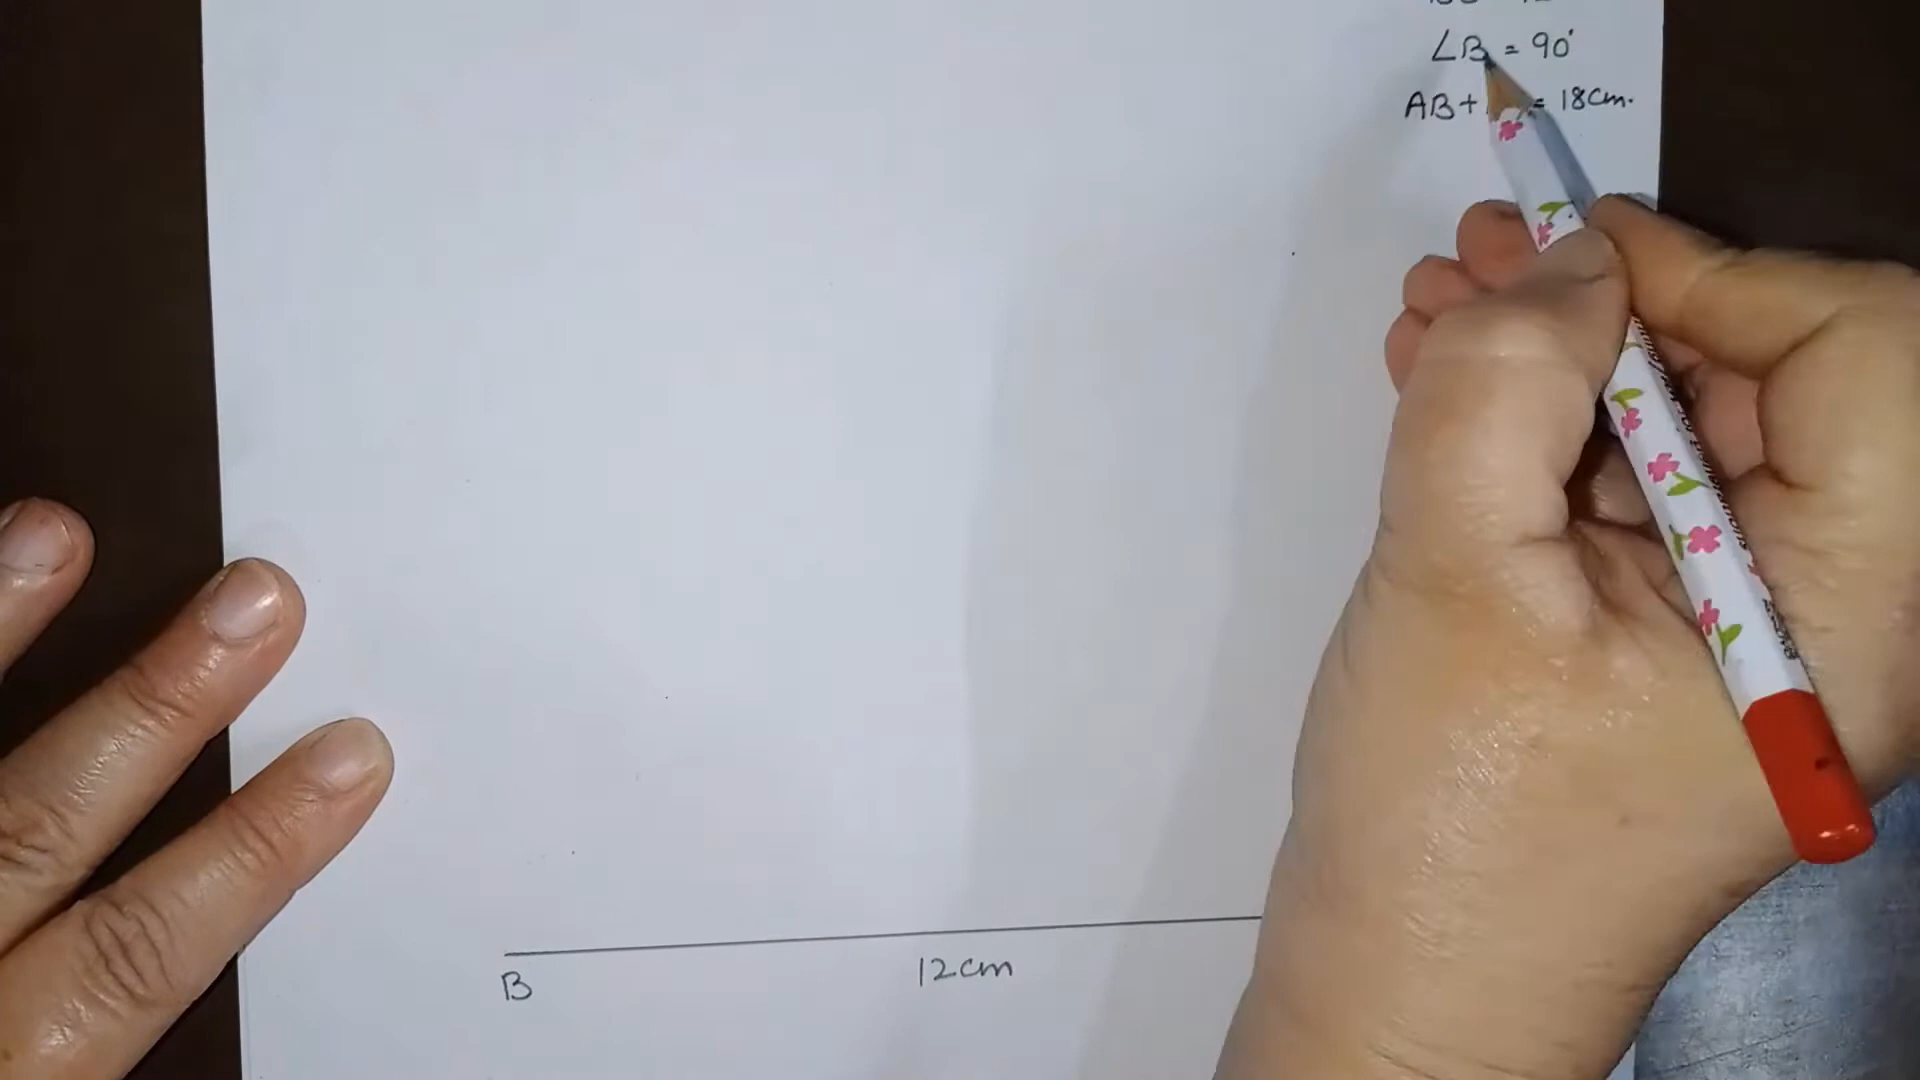 ∠B = 90°
AB+ = 18cm.
12cm
B